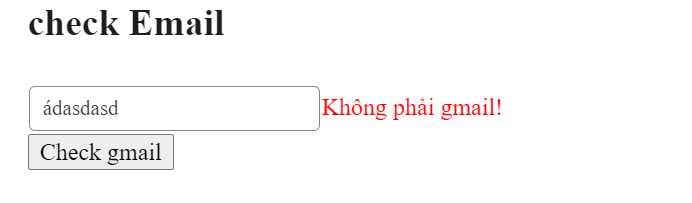 check Email
ádasdasd Không phải gmail!
Check gmail